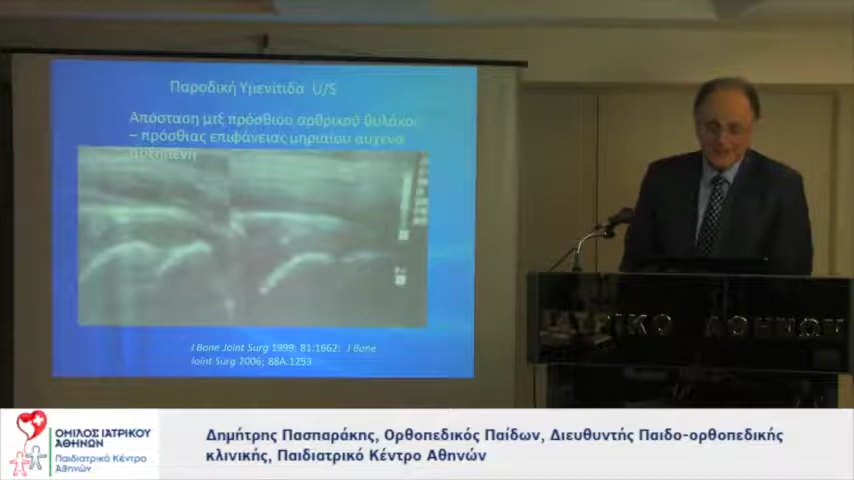 Παροδική Υμενίτιδα U/S
Απόσταση μτξ πρόσθιου αρθρικού θυλάκου
– πρόσθιας επιφάνειας μηριαίου αυχένα
αυξημένη
J Bone Joint Surg 1999; 81:1662; J Bone
Joint Surg 2006; 88A:1253
ΙΑΤΡΙΚΟ ΑΘΗΝΩΝ
ΟΜΙΛΟΣ ΙΑΤΡΙΚΟΥ
ΑΘΗΝΩΝ
Παιδιατρικό Κέντρο
Αθηνών
Δημήτρης Πασπαράκης, Ορθοπεδικός Παίδων, Διευθυντής Παιδο-ορθοπεδικής
κλινικής, Παιδιατρικό Κέντρο Αθηνών